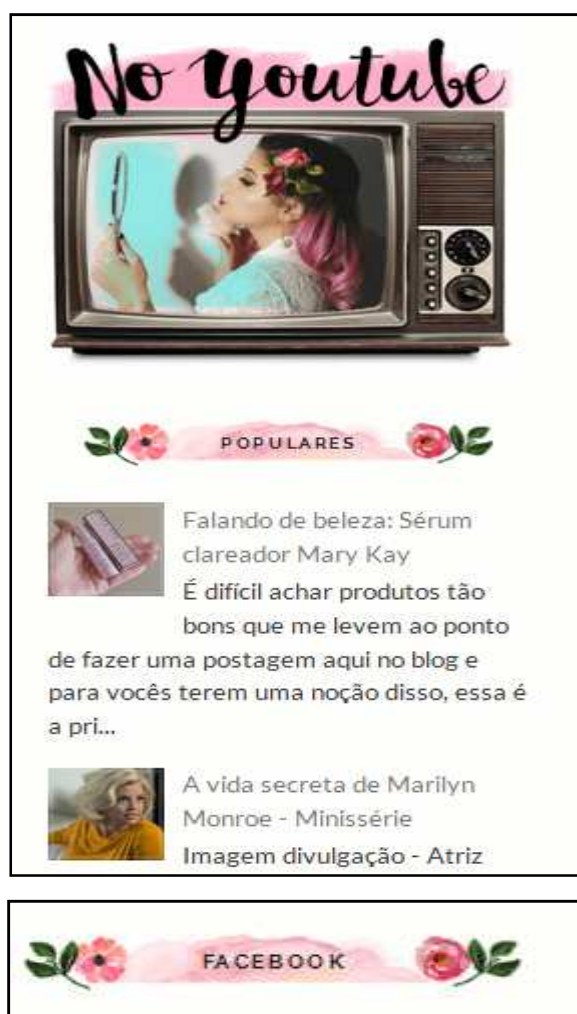 No Youtube
POPULARES
Falando de beleza: Sérum
clareador Mary Kay
É difícil achar produtos tão
bons que me levem ao ponto
de fazer uma postagem aqui no blog e
para vocês terem uma noção disso, essa é
a pri...
A vida secreta de Marilyn
Monroe - Minissérie
Imagem divulgação - Atriz
FACEBOOK